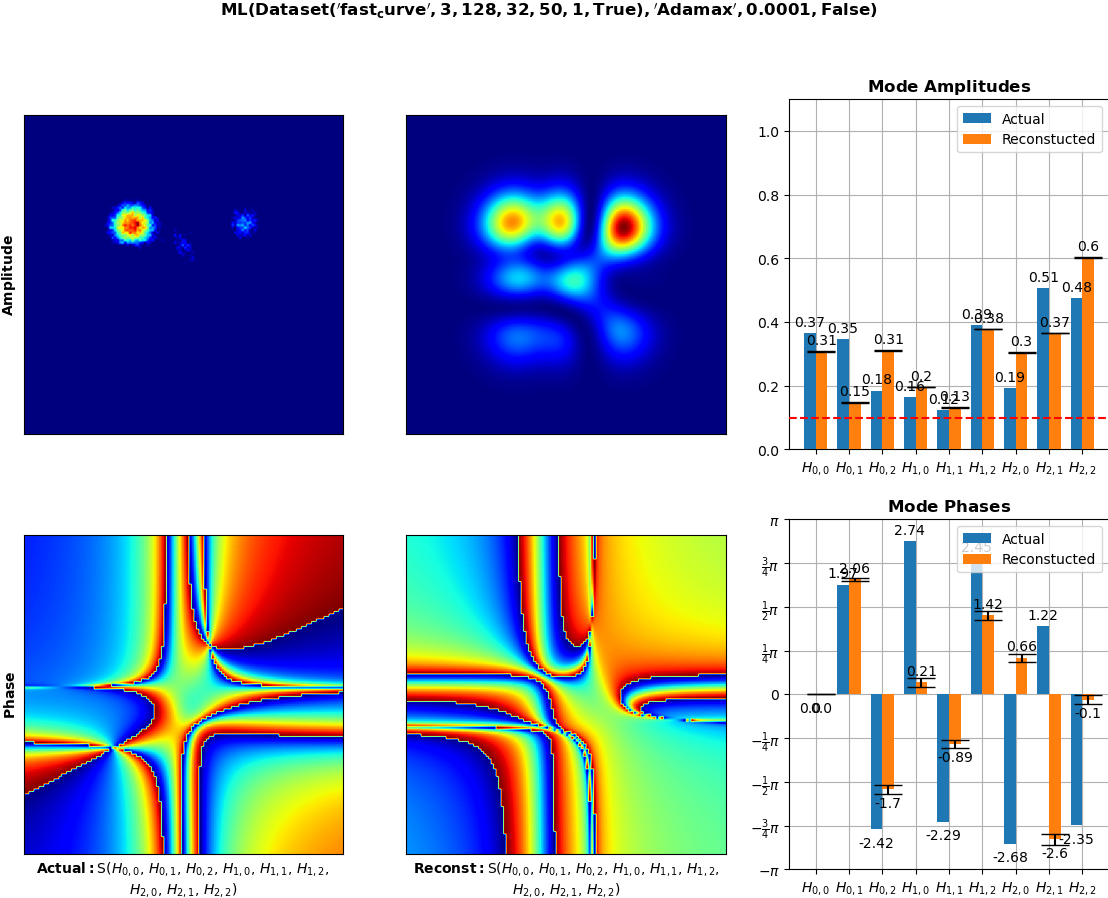 ML(Dataset('fast_curve', 3, 128, 32, 50, 1, True), 'Adamax', 0.0001, False)
Amplitude
Mode Amplitudes
Actual
Reconstucted
1.0
0.8
0.6
0.4
0.2
0.0
0.37
0.31
0.35
0.15
0.18
0.31
0.16
0.2
0.12
0.13
0.39
0.38
0.19
0.3
0.51
0.37
0.48
0.6
H0,0 H0,1 H0,2 H1,0 H1,1 H1,2 H2,0 H2,1 H2,2
Phase
Actual: S(H0,0, H0,1, H0,2, H1,0, H1,1, H1,2,
H2,0, H2,1, H2,2)
Reconst: S(H0,0, H0,1, H0,2, H1,0, H1,1, H1,2,
H2,0, H2,1, H2,2)
Mode Phases
Actual
Reconstucted
π
3/4π
1/2π
1/4π
0
−1/4π
−1/2π
−3/4π
−π
0.0
0.0
2.06
-2.42
-1.7
2.74
0.21
-2.29
-0.89
2.45
1.42
-2.68
0.66
1.22
-2.6
-2.35
-0.1
H0,0 H0,1 H0,2 H1,0 H1,1 H1,2 H2,0 H2,1 H2,2